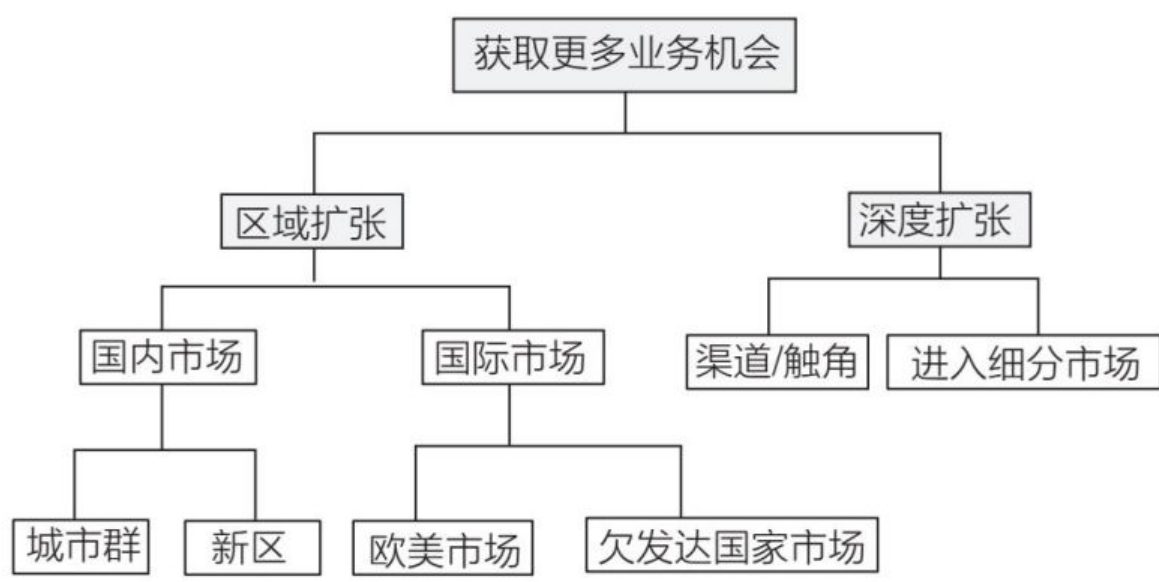 获取更多业务机会
区域扩张
深度扩张
国内市场
国际市场
渠道/触角
进入细分市场
城市群
新区
欧美市场
欠发达国家市场